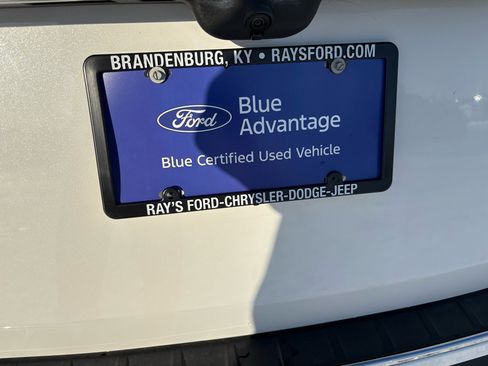 BRANDENBURG, KY • RAYSFORD.COM
Ford
Blue
Advantage
Blue Certified Used Vehicle
RAY'S FORD-CHRYSLER-DODGE-JEEP